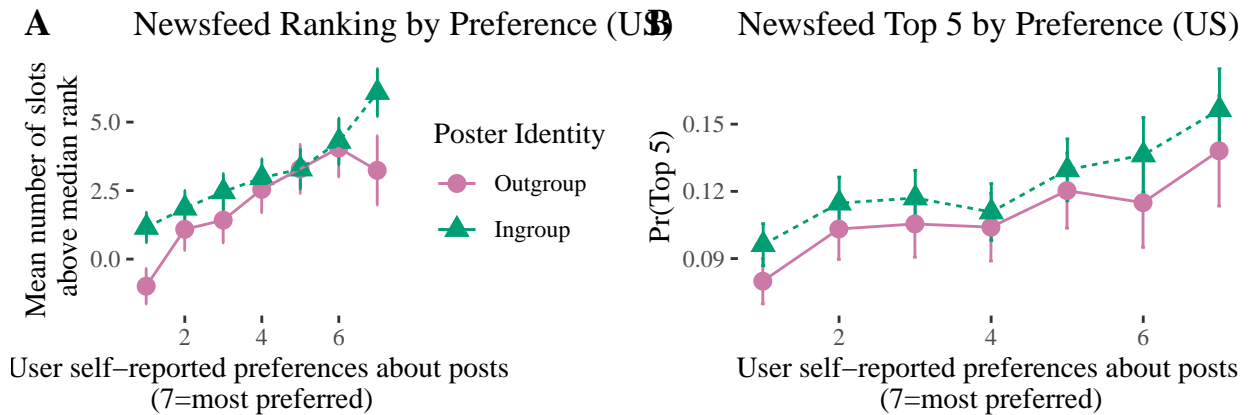 A
Newsfeed Ranking by Preference (US)
Mean number of slots
above median rank
5.0
2.5
0.0
2
4
6
User self−reported preferences about posts
(7=most preferred)
Poster Identity
Outgroup
Ingroup
B
Newsfeed Top 5 by Preference (US)
Pr(Top 5)
0.15
0.12
0.09
2
4
6
User self−reported preferences about posts
(7=most preferred)